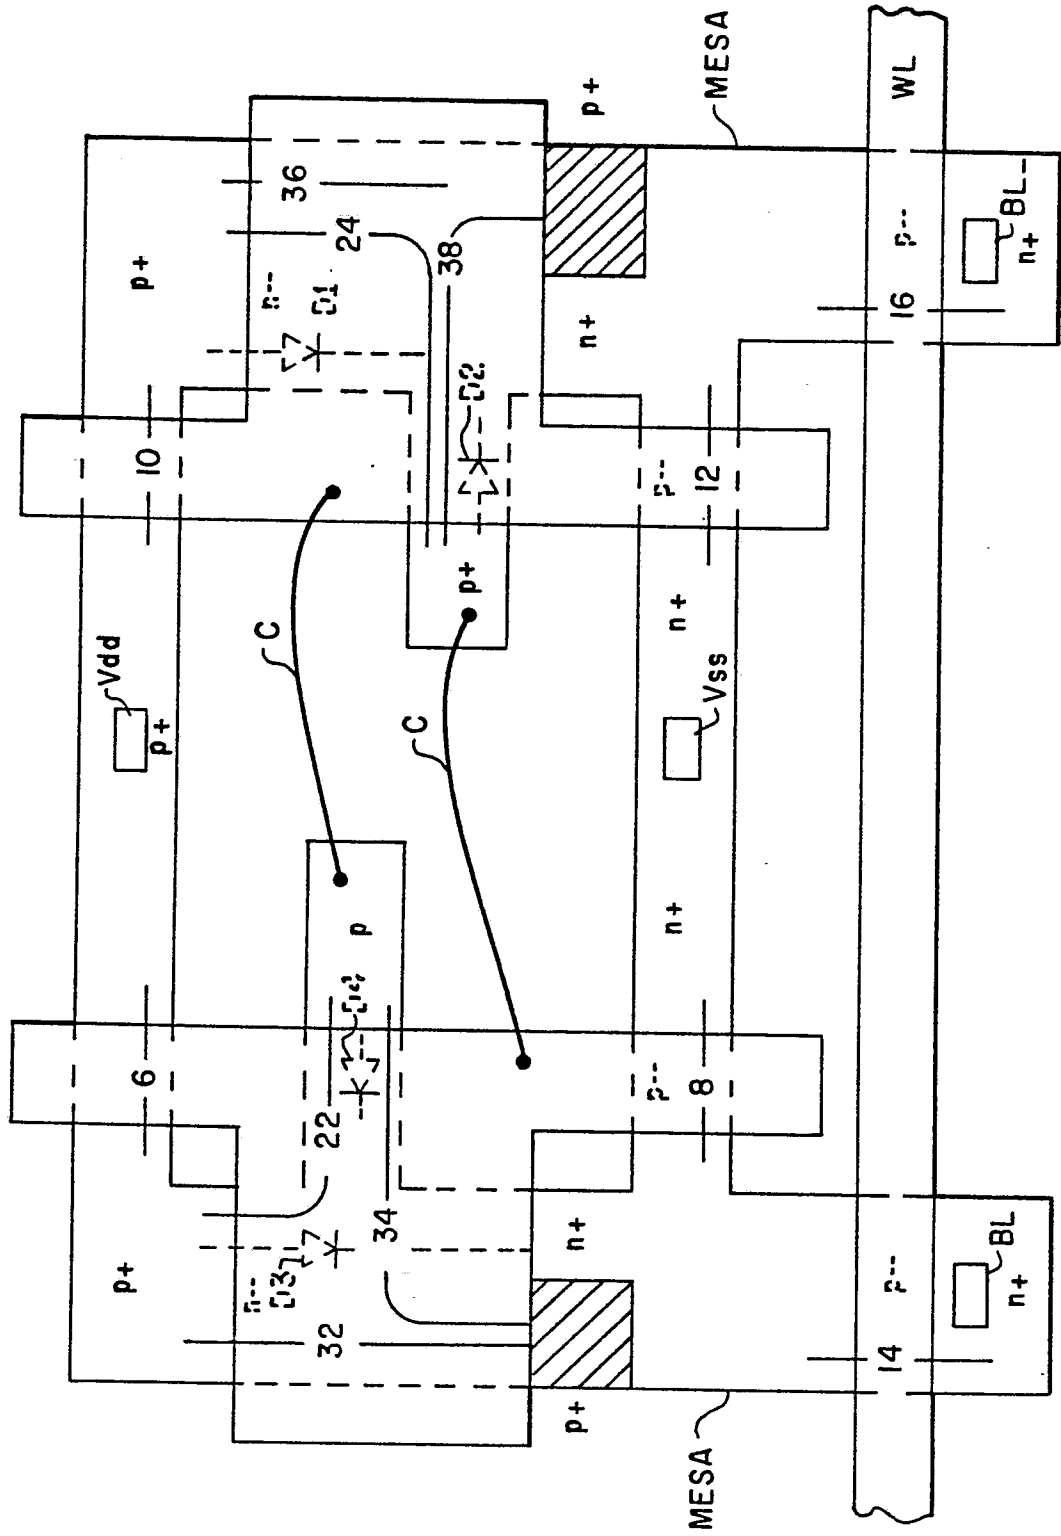 p+
MESA
WL
36
24
38
p+
n--
D1
n+
p--
16
BL-
n+
10
D2
p--
12
p+
C
n+
Vdd
p+
C
Vss
p
n+
6
D4
22
p--
8
p+
n--
D3
34
n+
p--
BL
n+
32
14
p+
MESA